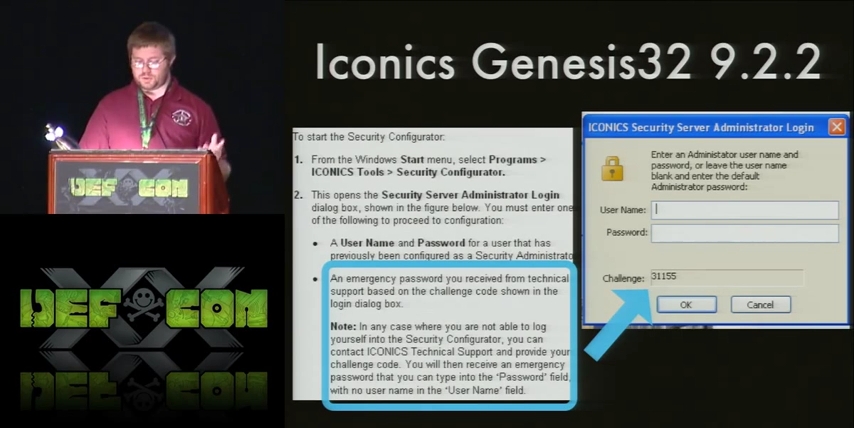 Iconics Genesis32 9.2.2
To start the Security Configurator:
1. From the Windows Start menu, select Programs >
ICONICS Tools > Security Configurator.
2. This opens the Security Server Administrator Login
dialog box, shown in the figure below. You must enter one
of the following to proceed to configuration:
• A User Name and Password for a user that has
previously been configured as a Security Administrato
• An emergency password you received from technical
support based on the challenge code shown in the
login dialog box.
Note: In any case where you are not able to log
yourself into the Security Configurator, you can
contact ICONICS Technical Support and provide your
challenge code. You will then receive an emergency
password that you can type into the 'Password' field,
with no user name in the 'User Name' field.
ICONICS Security Server Administrator Login
Enter an Administator user name and
password, or leave the user name
blank and enter the default
Administrator password:
User Name:
Password:
Challenge: 31155
OK Cancel
DEF CON
DEF CON
XX